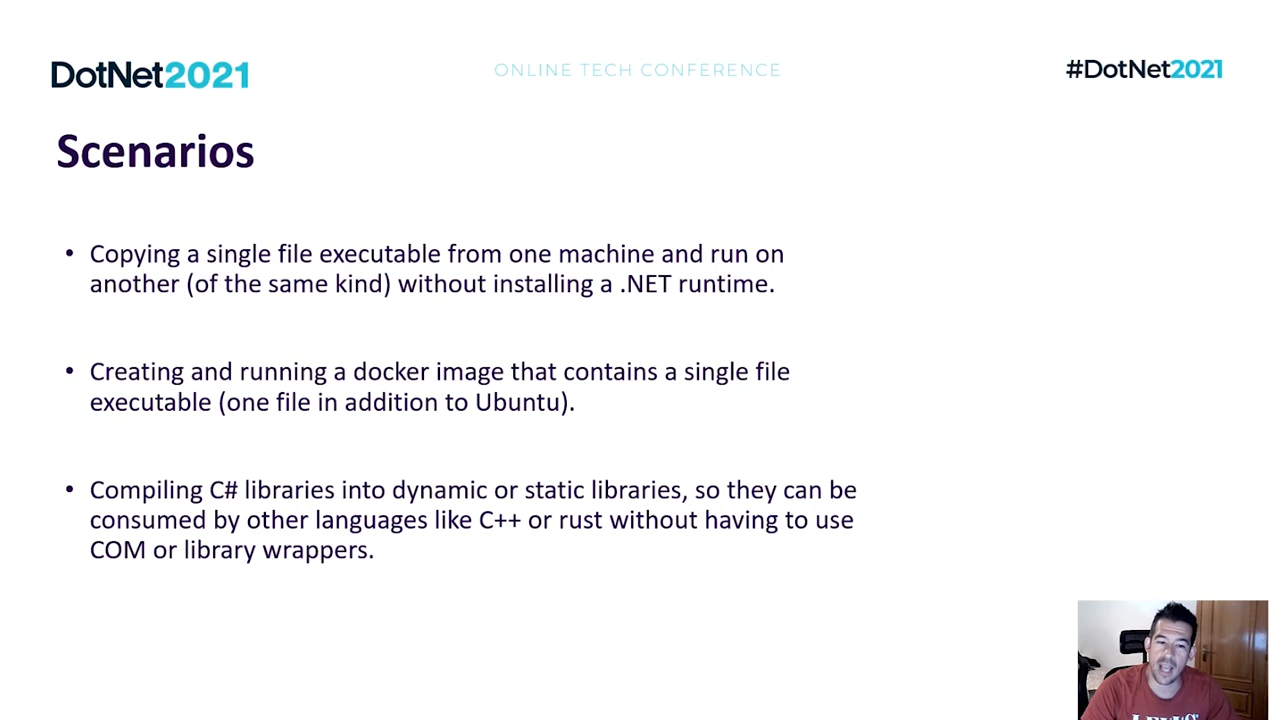 DotNet2021
ONLINE TECH CONFERENCE
#DotNet2021
Scenarios
• Copying a single file executable from one machine and run on
another (of the same kind) without installing a .NET runtime.
• Creating and running a docker image that contains a single file
executable (one file in addition to Ubuntu).
• Compiling C# libraries into dynamic or static libraries, so they can be
consumed by other languages like C++ or rust without having to use
COM or library wrappers.